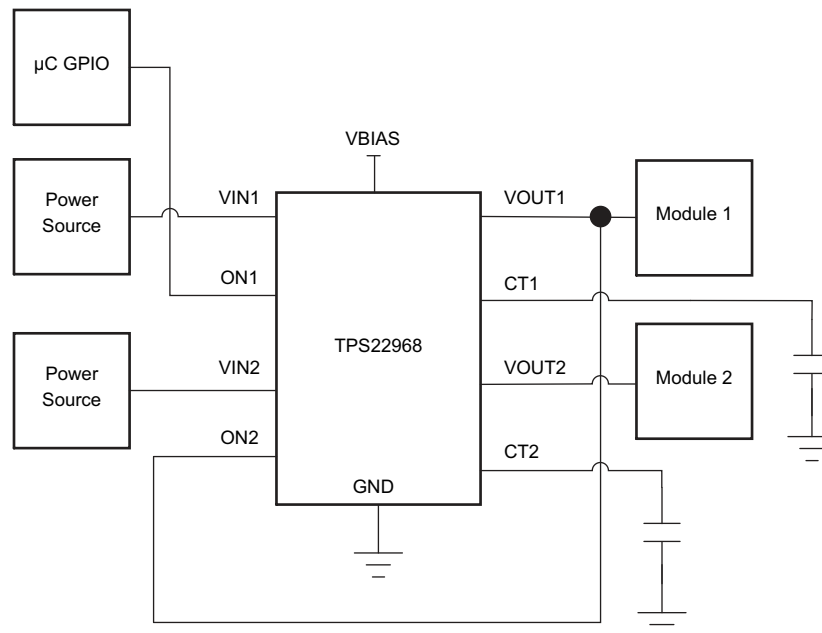 µC GPIO
VBIAS
Power
Source
VIN1
VOUT1
Module 1
ON1
CT1
TPS22968
Power
Source
VIN2
VOUT2
Module 2
ON2
CT2
GND